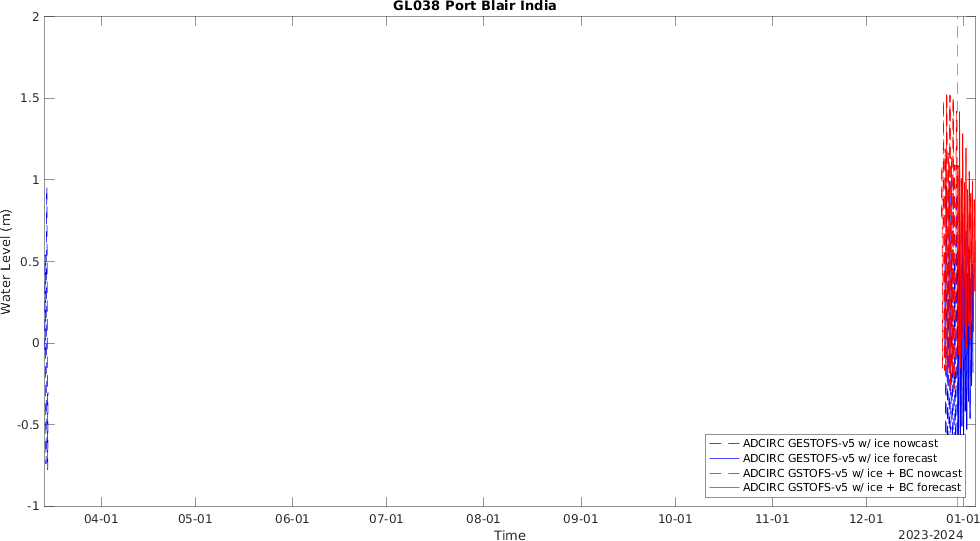 GL038 Port Blair India
2
1.5
1
0.5
0
-0.5
-1
Water Level (m)
ADCIRC GESTOFS-v5 w/ ice nowcast
ADCIRC GESTOFS-v5 w/ ice forecast
ADCIRC GSTOFS-v5 w/ ice + BC nowcast
ADCIRC GSTOFS-v5 w/ ice + BC forecast
04-01 05-01 06-01 07-01 08-01 09-01 10-01 11-01 12-01 01-01
Time
2023-2024